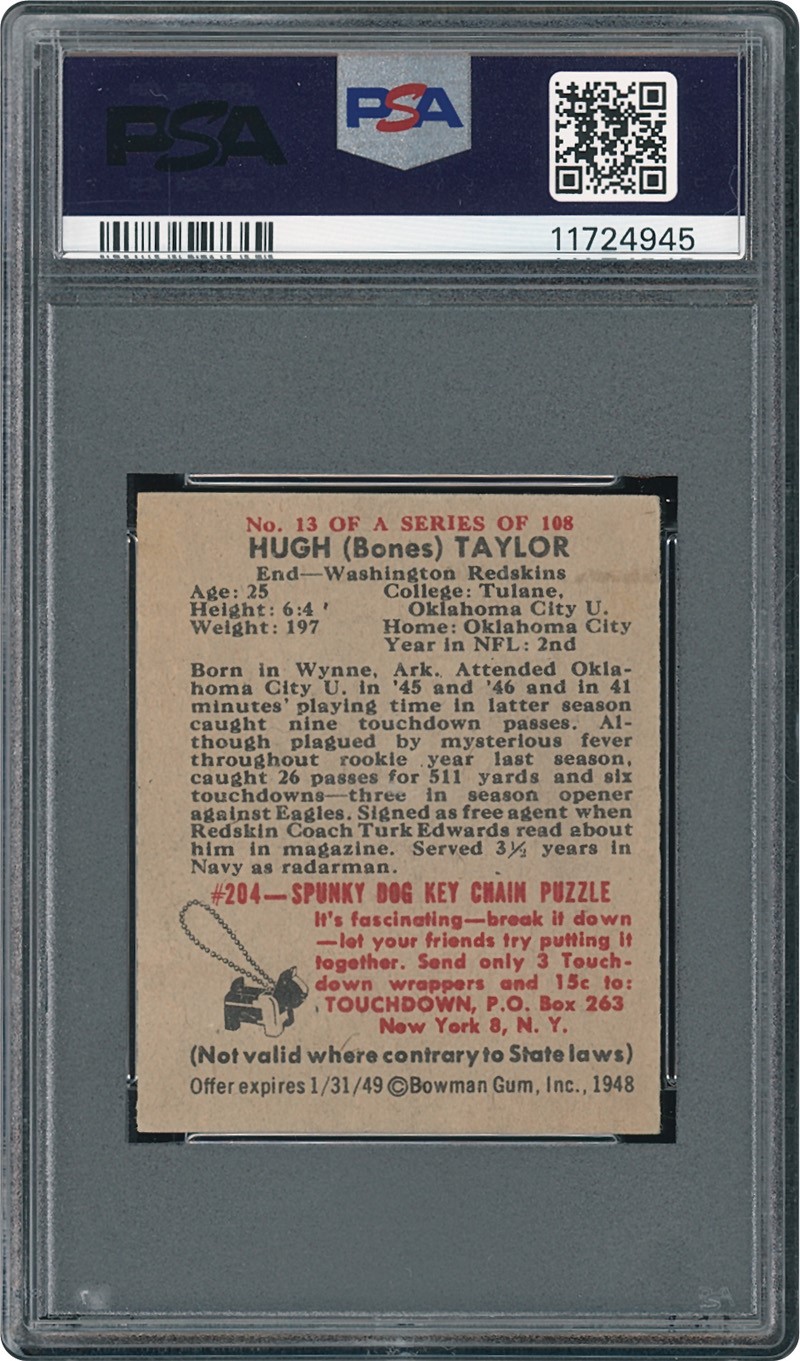 PSA
PSA
11724945
No. 13 OF A SERIES OF 108
HUGH (Bones) TAYLOR
End—Washington Redskins
Age: 25
Height: 6:4 '
Weight: 197
College: Tulane,
Oklahoma City U.
Home: Oklahoma City
Year in NFL: 2nd
Born in Wynne, Ark. Attended Okla-
homa City U. in '45 and '46 and in 41
minutes' playing time in latter season
caught nine touchdown passes. Al-
though plagued by mysterious fever
throughout rookie year last season,
caught 26 passes for 511 yards and six
touchdowns—three in season opener
against Eagles. Signed as free agent when
Redskin Coach Turk Edwards read about
him in magazine. Served 3½ years in
Navy as radarman.
#204—SPUNKY DOG KEY CHAIN PUZZLE
It's fascinating—break it down
—let your friends try putting it
together. Send only 3 Touch-
down wrappers and 15c to:
TOUCHDOWN, P.O. Box 263
New York 8, N. Y.
(Not valid where contrary to State laws)
Offer expires 1/31/49 ©Bowman Gum, Inc., 1948